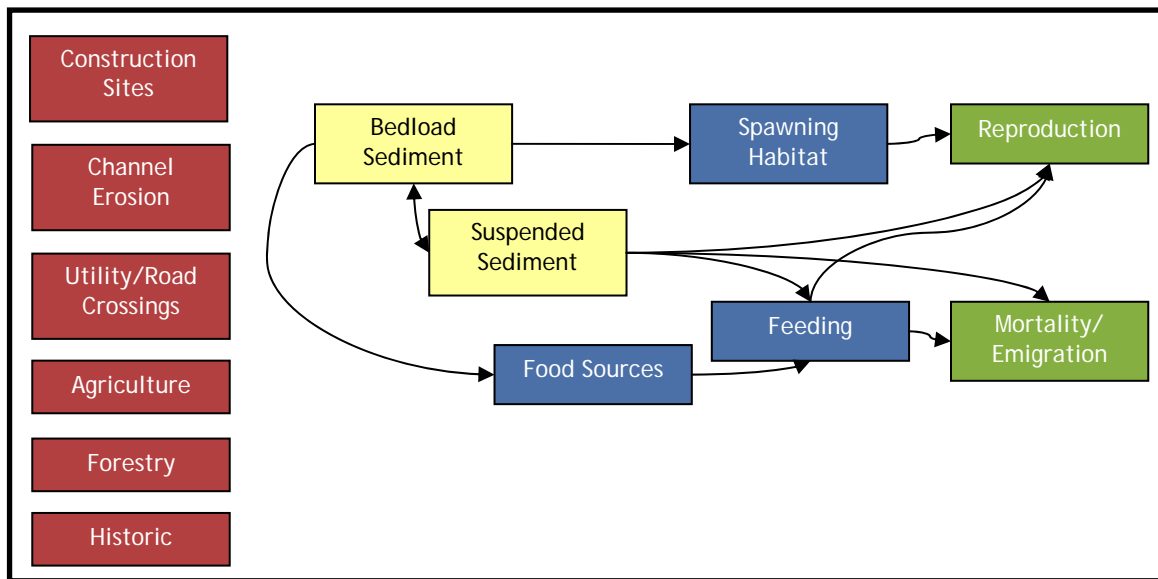 Construction
Sites
Channel
Erosion
Utility/Road
Crossings
Agriculture
Forestry
Historic
Bedload
Sediment
Suspended
Sediment
Spawning
Habitat
Feeding
Food Sources
Reproduction
Mortality/
Emigration